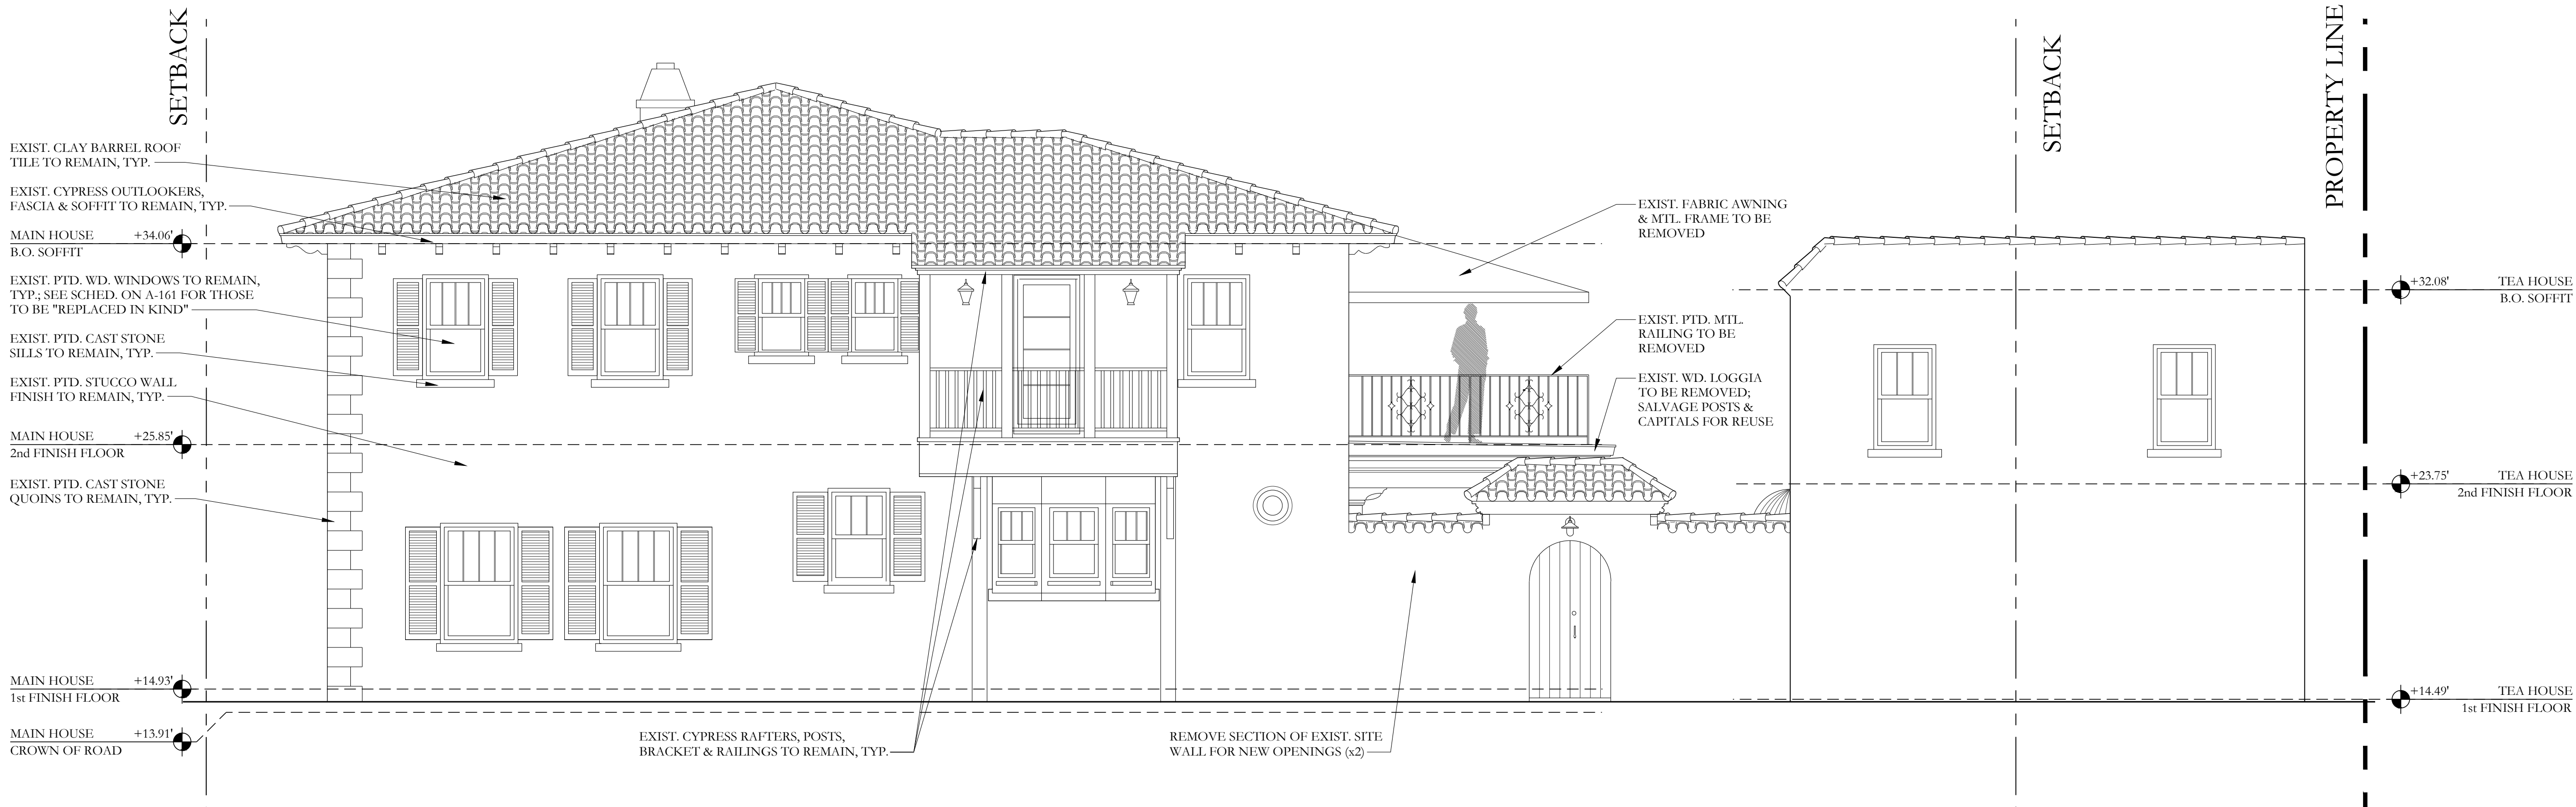 SETBACK
EXIST. CLAY BARREL ROOF
TILE TO REMAIN, TYP.
EXIST. CYPRESS OUTLOOKERS,
FASCIA & SOFFIT TO REMAIN, TYP.
MAIN HOUSE +34.06'
B.O. SOFFIT
EXIST. PTD. WD. WINDOWS TO REMAIN,
TYP.; SEE SCHED. ON A-161 FOR THOSE
TO BE "REPLACED IN KIND"
EXIST. PTD. CAST STONE
SILLS TO REMAIN, TYP.
EXIST. PTD. STUCCO WALL
FINISH TO REMAIN, TYP.
MAIN HOUSE +25.85'
2nd FINISH FLOOR
EXIST. PTD. CAST STONE
QUOINS TO REMAIN, TYP.
MAIN HOUSE +14.93'
1st FINISH FLOOR
MAIN HOUSE +13.91'
CROWN OF ROAD
EXIST. CYPRESS RAFTERS, POSTS,
BRACKET & RAILINGS TO REMAIN, TYP.
REMOVE SECTION OF EXIST. SITE
WALL FOR NEW OPENINGS (x2)
EXIST. FABRIC AWNING
& MTL. FRAME TO BE
REMOVED
EXIST. PTD. MTL.
RAILING TO BE
REMOVED
EXIST. WD. LOGGIA
TO BE REMOVED;
SALVAGE POSTS &
CAPITALS FOR REUSE
SETBACK
PROPERTY LINE
+32.08' TEA HOUSE
B.O. SOFFIT
+23.75' TEA HOUSE
2nd FINISH FLOOR
+14.49' TEA HOUSE
1st FINISH FLOOR